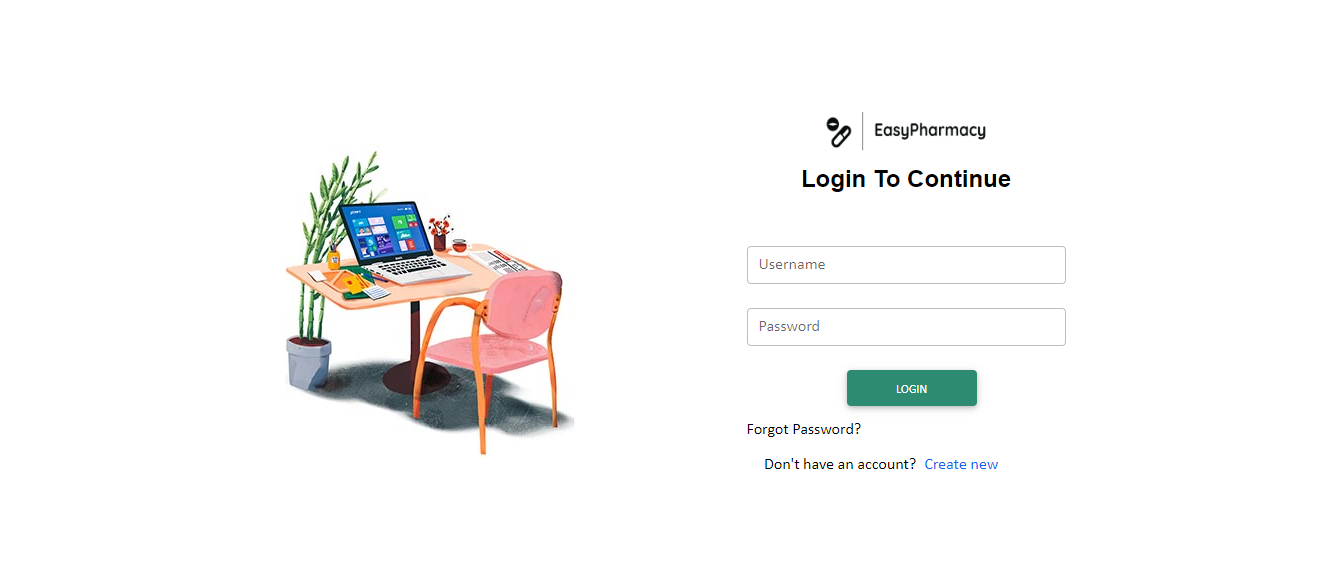 EasyPharmacy
Login To Continue
Username
Password
LOGIN
Forgot Password?
Don't have an account? Create new